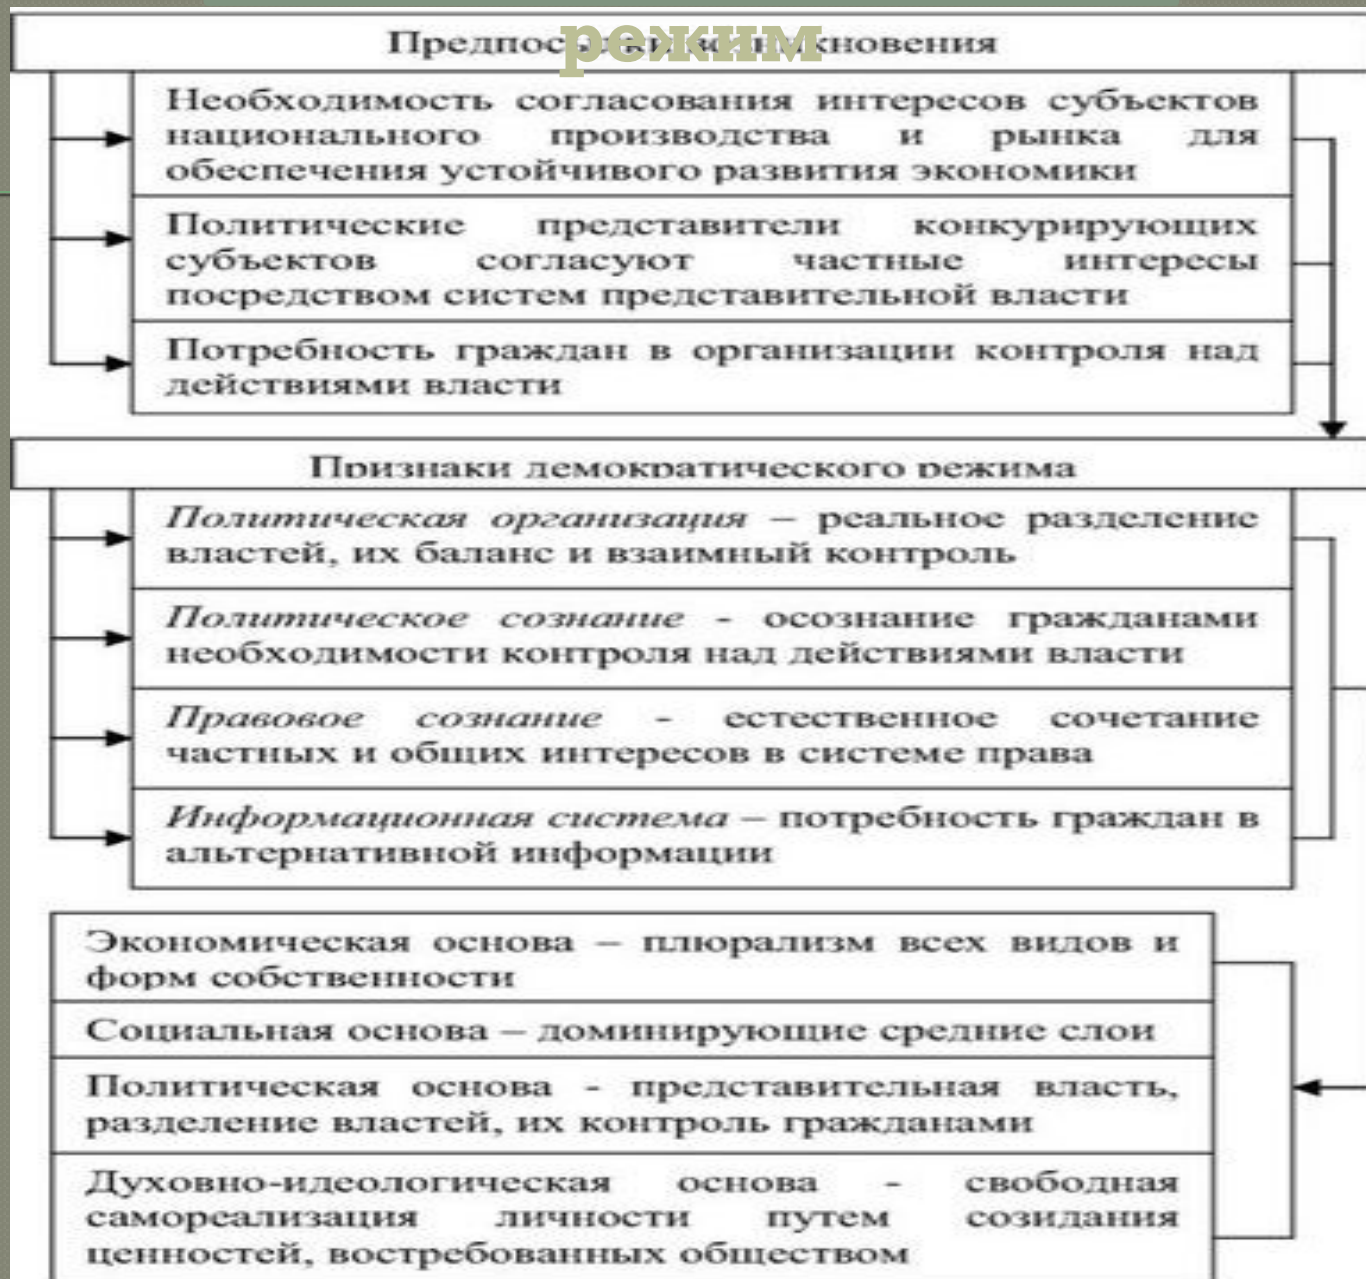 режим
Предпосылки возникновения
Необходимость согласования интересов субъектов
национального производства и рынка для
обеспечения устойчивого развития экономики
Политические представители конкурирующих
субъектов согласуют частные интересы
посредством систем представительной власти
Потребность граждан в организации контроля над
действиями власти
Признаки демократического режима
Политическая организация – реальное разделение
властей, их баланс и взаимный контроль
Политическое сознание - осознание гражданами
необходимости контроля над действиями власти
Правовое сознание - естественное сочетание
частных и общих интересов в системе права
Информационная система – потребность граждан в
альтернативной информации
Экономическая основа – плюрализм всех видов и
форм собственности
Социальная основа – доминирующие средние слои
Политическая основа - представительная власть,
разделение властей, их контроль гражданами
Духовно-идеологическая основа - свободная
самореализация личности путем созидания
ценностей, востребованных обществом